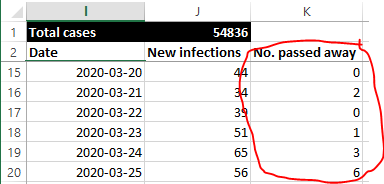 I J K
1 Total cases 54836
2 Date New infections No. passed away
15 2020-03-20 44 0
16 2020-03-21 34 2
17 2020-03-22 39 0
18 2020-03-23 51 1
19 2020-03-24 65 3
20 2020-03-25 56 6